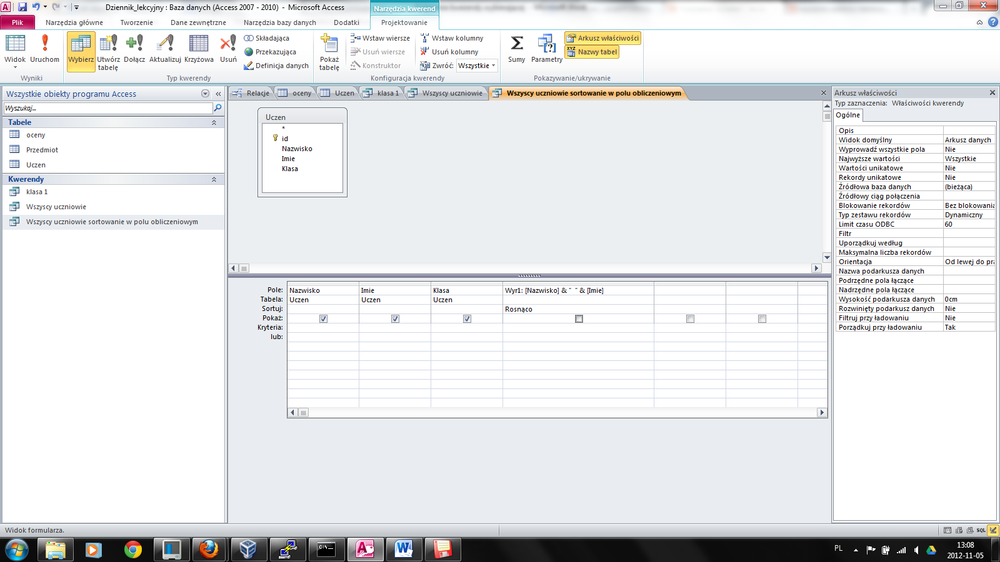 Dziennik_lekcyjny : Baza danych (Access 2007 - 2010) - Microsoft Access
Narzędzia kwerend
Plik Narzędzia główne Tworzenie Dane zewnętrzne Narzędzia bazy danych Dodatki Projektowanie
Widok Uruchom
Wyniki
Wybierz Utwórz tabelę Dołącz Aktualizuj Krzyżowa Usuń
Składająca
Przekazująca
Definicja danych
Typ kwerendy
Pokaż tabelę
Wstaw wiersze
Usuń wiersze
Konstruktor
Wstaw kolumny
Usuń kolumny
Zwróć: Wszystkie
Konfiguracja kwerendy
Sumy Parametry
Arkusz właściwości
Nazwy tabel
Pokazywanie/ukrywanie
Wszystkie obiekty programu Access
Wyszukaj...
Tabele
oceny
Przedmiot
Uczen
Kwerendy
klasa 1
Wszyscy uczniowie
Wszyscy uczniowie sortowanie w polu obliczeniowym
Relacje oceny Uczen klasa 1 Wszyscy uczniowie Wszyscy uczniowie sortowanie w polu obliczeniowym
Uczen
*
id
Nazwisko
Imie
Klasa
Pole: Nazwisko Imie Klasa Wyr1: [Nazwisko] & " " & [Imie]
Tabela: Uczen Uczen Uczen
Sortuj: Rosnąco
Pokaż:
Kryteria:
lub:
Arkusz właściwości
Typ zaznaczenia: Właściwości kwerendy
Ogólne
Opis
Widok domyślny Arkusz danych
Wyprowadź wszystkie pola Nie
Najwyższe wartości Wszystkie
Wartości unikatowe Nie
Rekordy unikatowe Nie
Źródłowa baza danych (bieżąca)
Źródłowy ciąg połączenia
Blokowanie rekordów Bez blokowania
Typ zestawu rekordów Dynamiczny
Limit czasu ODBC 60
Filtr
Uporządkuj według
Maksymalna liczba rekordów
Orientacja Od lewej do pra
Nazwa podarkusza danych
Podrzędne pola łączące
Nadrzędne pola łączące
Wysokość podarkusza danych 0cm
Rozwinięty podarkusz danych Nie
Filtruj przy ładowaniu Nie
Porządkuj przy ładowaniu Tak
Widok formularza.
SQL
PL
13:08
2012-11-05